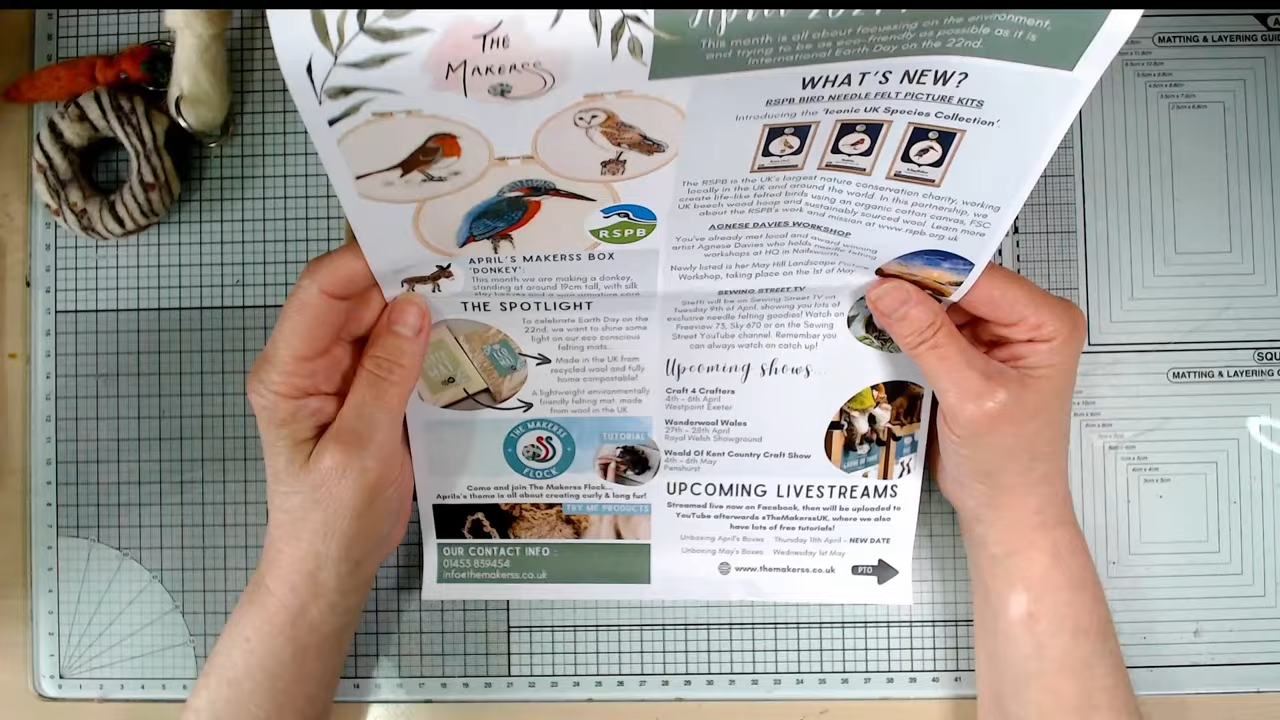 THE
MAKERSS
April 202
This month is all about focussing on the environment,
and trying to be as eco-friendly as possible as it is
International Earth Day on the 22nd.
RSPB
APRIL'S MAKERSS BOX
'DONKEY':
This month we are making a donkey,
standing at around 19cm tall, with silk
THE SPOTLIGHT
To celebrate Earth Day on the
22nd, we want to shine some
light on our eco conscious
felting mats...
Made in the UK from
recycled wool and fully
home compostable!
A lightweight environmentally
friendly felting mat, made
from wool in the UK
THE MAKERSS
FLOCK
TUTORIAL
Come and join The Makerss Flock...
April's theme is all about creating curly & long fur!
TRY ME PRODUCTS
OUR CONTACT INFO :
01453 839454
info@themakerss.co.uk
WHAT'S NEW?
RSPB BIRD NEEDLE FELT PICTURE KITS
Introducing the 'Iconic UK Species Collection'.
The RSPB is the UK's largest nature conservation charity, working
locally in the UK and around the world. In this partnership, we
create life-like felted birds using an organic cotton canvas, FSC
UK beech wood hoop and sustainably sourced wool. Learn more
about the RSPB's work and mission at www.rspb.org.uk
AGNESE DAVIES WORKSHOP
You've already met local and award winning
artist Agnese Davies who holds needle felting
workshops at HQ in Nailsworth.
Newly listed is her May Hill Landscape Picture
Workshop, taking place on the 1st of May
SEWING STREET TV
Steffi will be on Sewing Street TV on
Tuesday 9th of April, showing you lots of
exclusive needle felting goodies! Watch on
Freeview 73, Sky 670 or on the Sewing
Street YouTube channel. Remember you
can always watch on catch up!
Upcoming shows...
Craft 4 Crafters
4th - 6th April
Westpoint Exeter
Wonderwool Wales
27th - 28th April
Royal Welsh Showground
Weald Of Kent Country Craft Show
4th - 6th May
Penshurst
UPCOMING LIVESTREAMS
Streamed live now on Facebook, then will be uploaded to
YouTube afterwards @TheMakerssUK, where we also
have lots of free tutorials!
Unboxing April's Boxes Thursday 11th April - NEW DATE
Unboxing May's Boxes Wednesday 1st May
www.themakerss.co.uk PTO
MATTING & LAYERING GUI
MATTING & LAYERING GUID
SQU